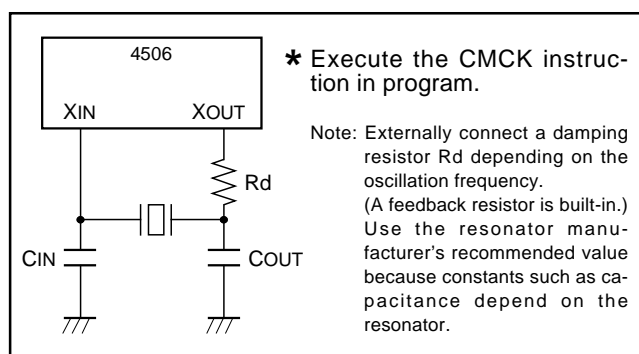 4506
XIN
XOUT
Rd
CIN
COUT
* Execute the CMCK instruc-
tion in program.
Note: Externally connect a damping
resistor Rd depending on the
oscillation frequency.
(A feedback resistor is built-in.)
Use the resonator manu-
facturer's recommended value
because constants such as ca-
pacitance depend on the
resonator.